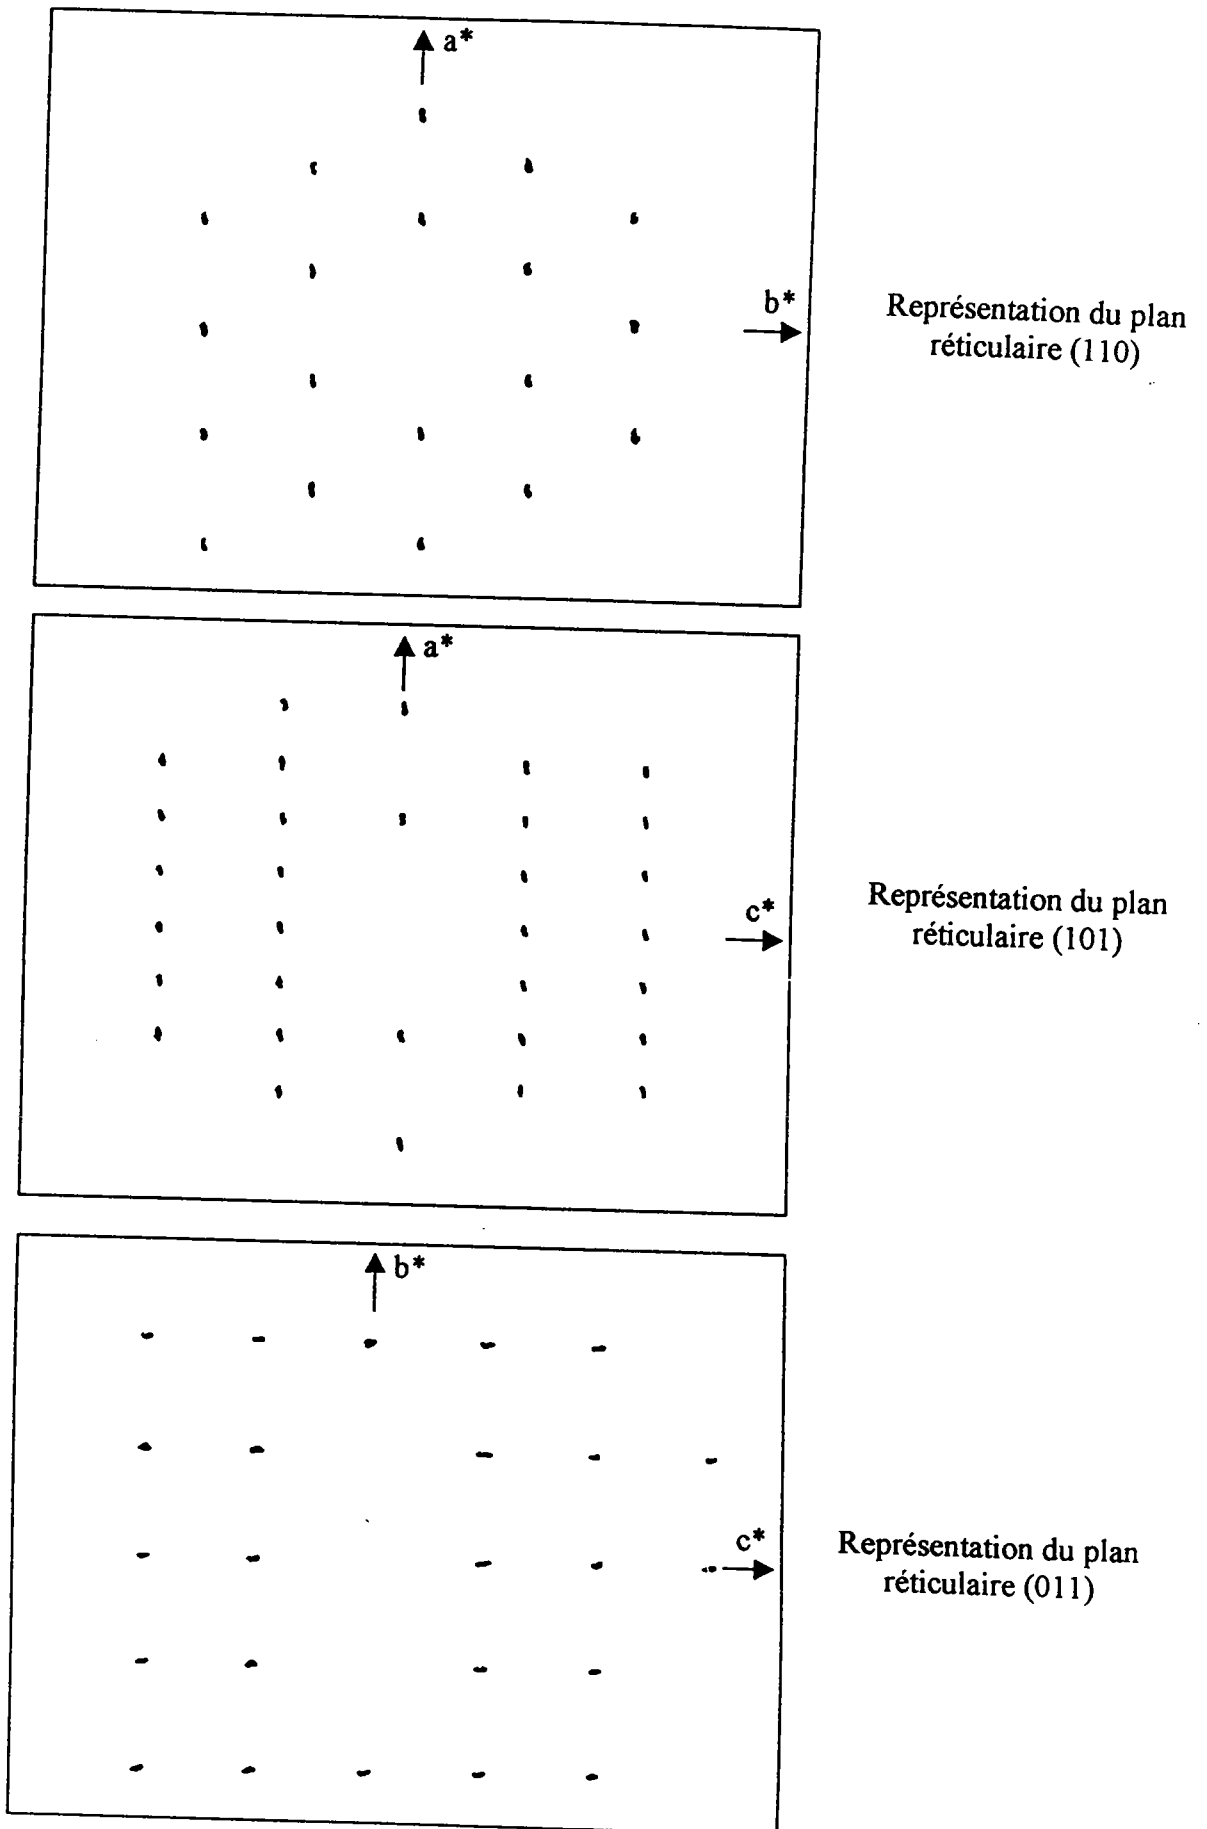 a*
b*
Représentation du plan
réticulaire (110)
a*
c*
Représentation du plan
réticulaire (101)
b*
c*
Représentation du plan
réticulaire (011)